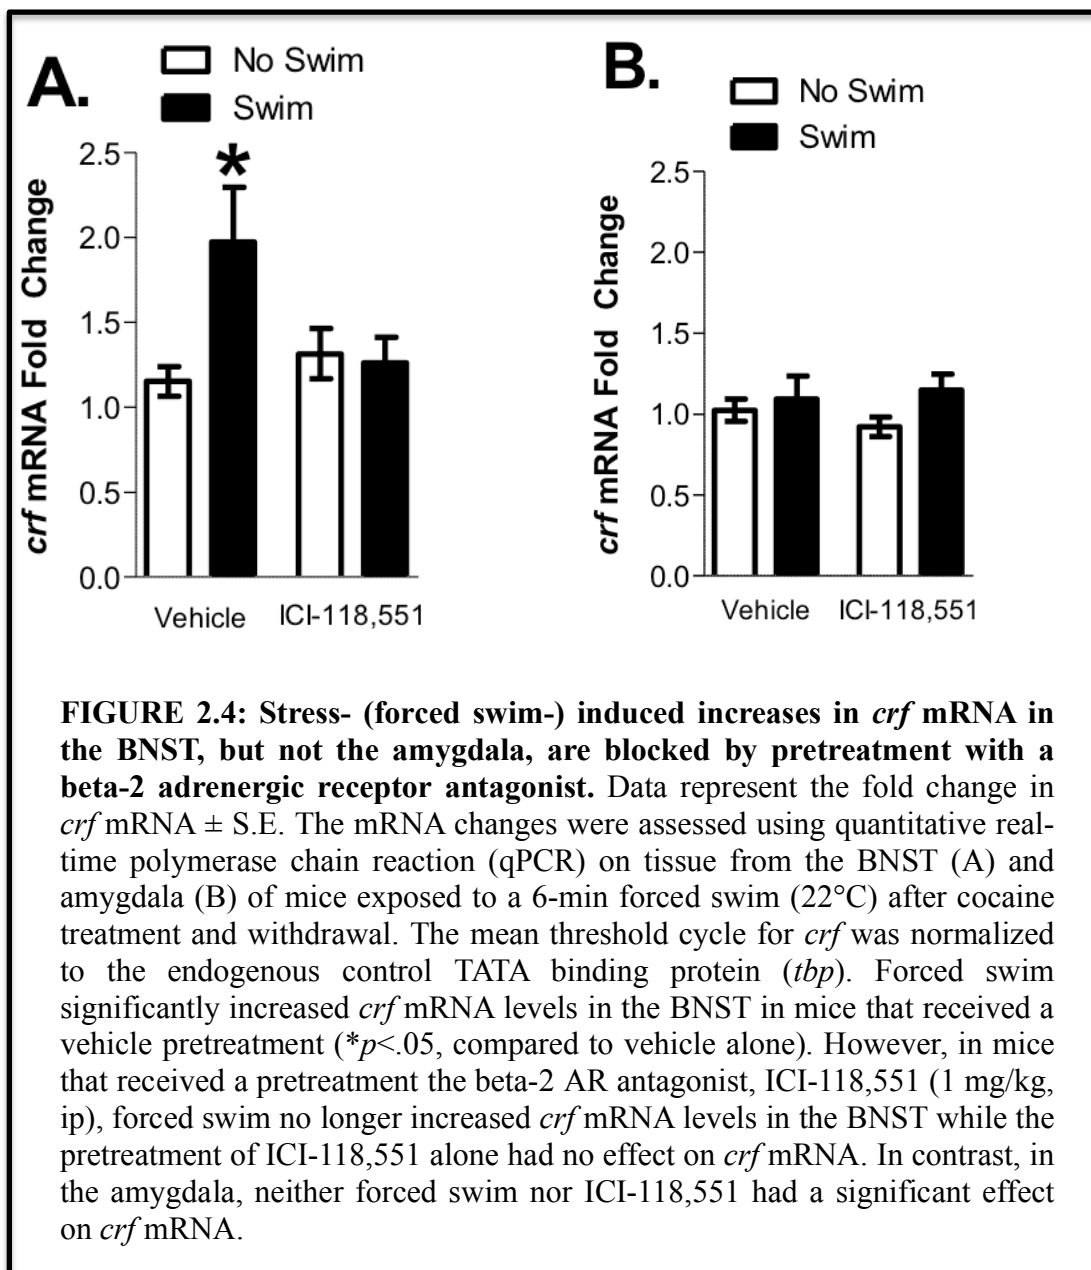 A.
No Swim
Swim
*
crf mRNA Fold Change
2.5
2.0
1.5
1.0
0.5
0.0
Vehicle
ICI-118,551
B.
No Swim
Swim
crf mRNA Fold Change
2.5
2.0
1.5
1.0
0.5
0.0
Vehicle
ICI-118,551
FIGURE 2.4: Stress- (forced swim-) induced increases in crf mRNA in
the BNST, but not the amygdala, are blocked by pretreatment with a
beta-2 adrenergic receptor antagonist. Data represent the fold change in
crf mRNA ± S.E. The mRNA changes were assessed using quantitative real-
time polymerase chain reaction (qPCR) on tissue from the BNST (A) and
amygdala (B) of mice exposed to a 6-min forced swim (22°C) after cocaine
treatment and withdrawal. The mean threshold cycle for crf was normalized
to the endogenous control TATA binding protein (tbp). Forced swim
significantly increased crf mRNA levels in the BNST in mice that received a
vehicle pretreatment (*p<.05, compared to vehicle alone). However, in mice
that received a pretreatment the beta-2 AR antagonist, ICI-118,551 (1 mg/kg,
ip), forced swim no longer increased crf mRNA levels in the BNST while the
pretreatment of ICI-118,551 alone had no effect on crf mRNA. In contrast, in
the amygdala, neither forced swim nor ICI-118,551 had a significant effect
on crf mRNA.